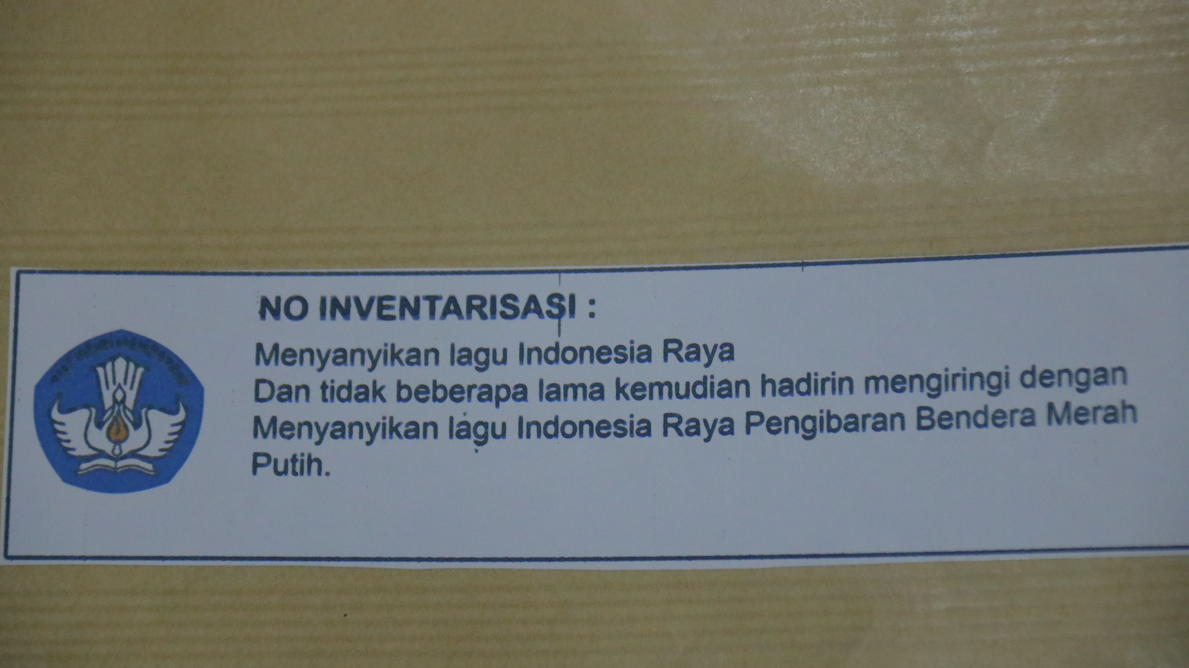 NO INVENTARISASI :
Menyanyikan lagu Indonesia Raya
Dan tidak beberapa lama kemudian hadirin mengiringi dengan
Menyanyikan lagu Indonesia Raya Pengibaran Bendera Merah
Putih.